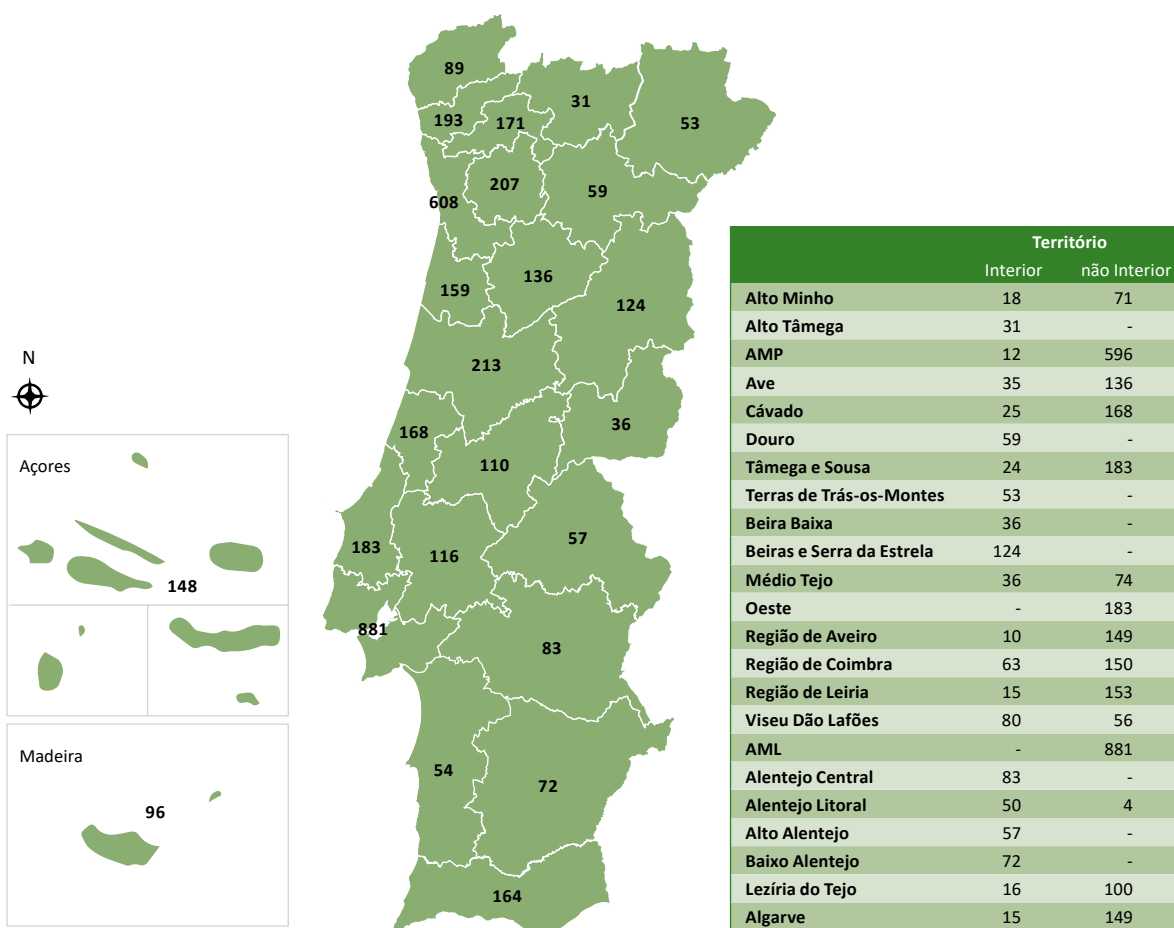 89
31
53
193
171
207
59
608
136
159
124
N
213
36
168
Açores
110
57
183
116
148
881
83
Madeira
54
72
96
164
Território
Interior não Interior
Alto Minho 18 71
Alto Tâmega 31 -
AMP 12 596
Ave 35 136
Cávado 25 168
Douro 59 -
Tâmega e Sousa 24 183
Terras de Trás-os-Montes 53 -
Beira Baixa 36 -
Beiras e Serra da Estrela 124 -
Médio Tejo 36 74
Oeste - 183
Região de Aveiro 10 149
Região de Coimbra 63 150
Região de Leiria 15 153
Viseu Dão Lafões 80 56
AML - 881
Alentejo Central 83 -
Alentejo Litoral 50 4
Alto Alentejo 57 -
Baixo Alentejo 72 -
Lezíria do Tejo 16 100
Algarve 15 149